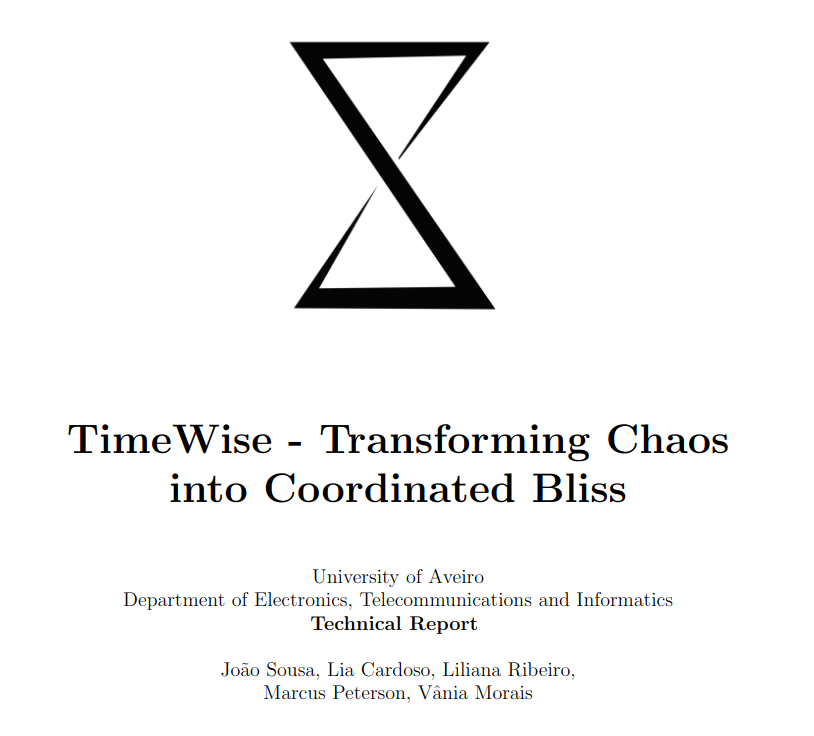 TimeWise - Transforming Chaos
into Coordinated Bliss
University of Aveiro
Department of Electronics, Telecommunications and Informatics
Technical Report
João Sousa, Lia Cardoso, Liliana Ribeiro,
Marcus Peterson, Vânia Morais